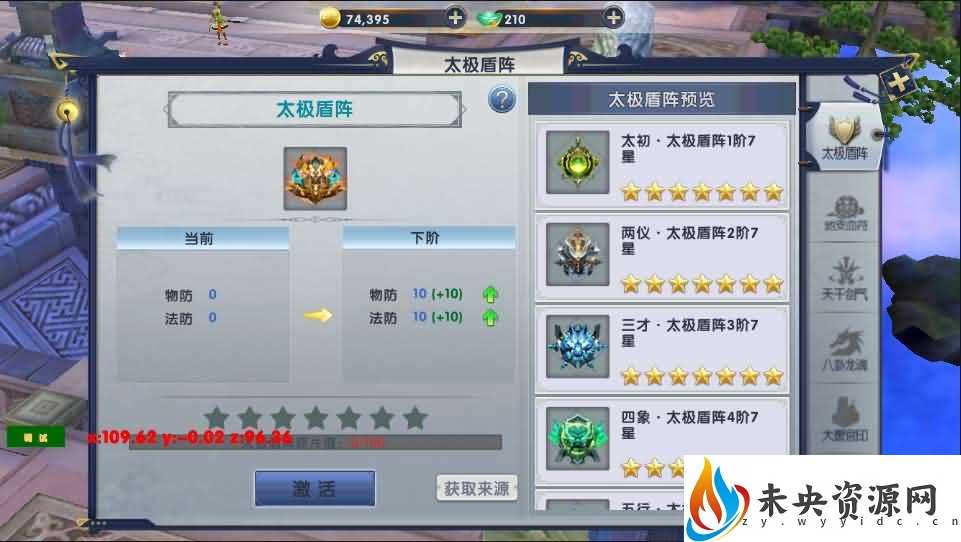 74,395
210
太极盾阵
太极盾阵
当前
物防 0
法防 0
下阶
物防 10 (+10)
法防 10 (+10)
调试
x:109.62 y:-0.02 z:96.26
激活
获取来源
太极盾阵预览
太初·太极盾阵1阶7
星
两仪·太极盾阵2阶7
星
三才·太极盾阵3阶7
星
四象·太极盾阵4阶7
星
太极盾阵
天干剑气
八卦龙魂
未央资源网
zy.wyyidc.cn